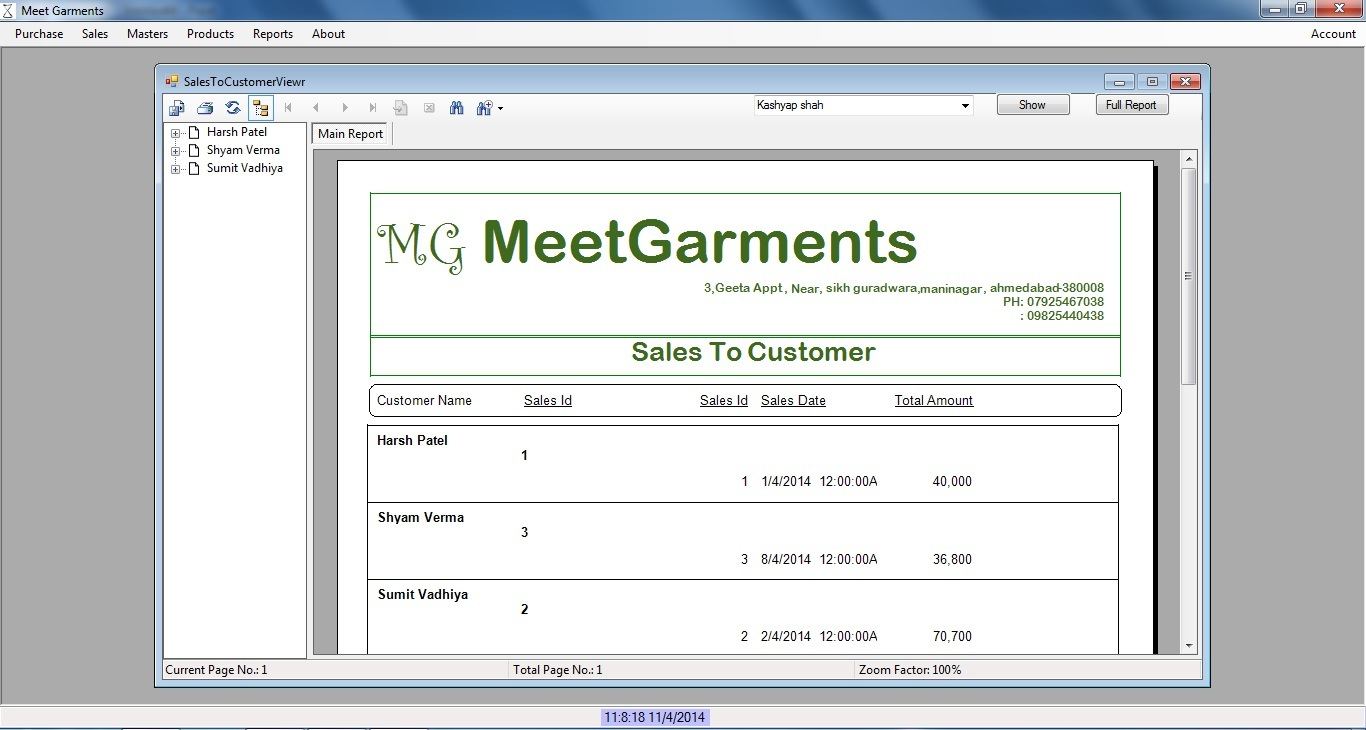 Meet Garments
Purchase Sales Masters Products Reports About Account
SalesToCustomerViewr
Kashyap shah Show Full Report
Harsh Patel
Shyam Verma
Sumit Vadhiya
Main Report
MG MeetGarments
3,Geeta Appt , Near, sikh guradwara,maninagar, ahmedabad-380008
PH: 07925467038
: 09825440438
Sales To Customer
Customer Name Sales Id Sales Id Sales Date Total Amount
Harsh Patel
1
1 1/4/2014 12:00:00A 40,000
Shyam Verma
3
3 8/4/2014 12:00:00A 36,800
Sumit Vadhiya
2
2 2/4/2014 12:00:00A 70,700
Current Page No.: 1 Total Page No.: 1 Zoom Factor: 100%
11:8:18 11/4/2014